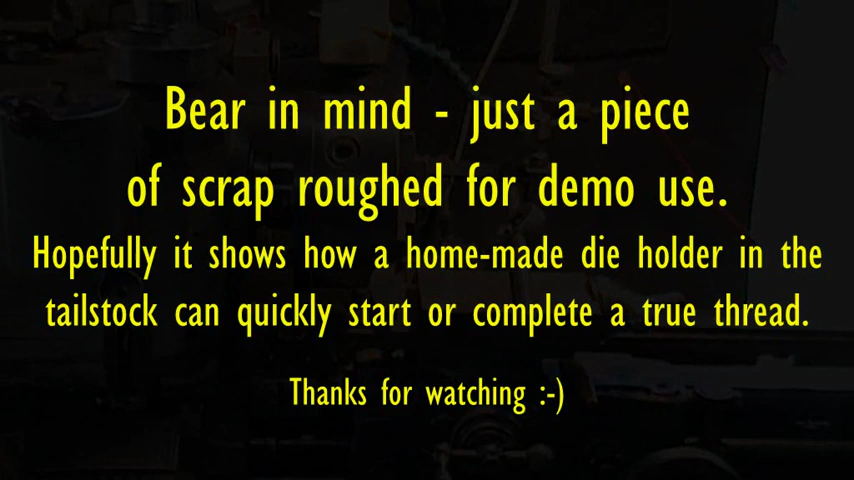 Bear in mind - just a piece
of scrap roughed for demo use.
Hopefully it shows how a home-made die holder in the
tailstock can quickly start or complete a true thread.
Thanks for watching :-)